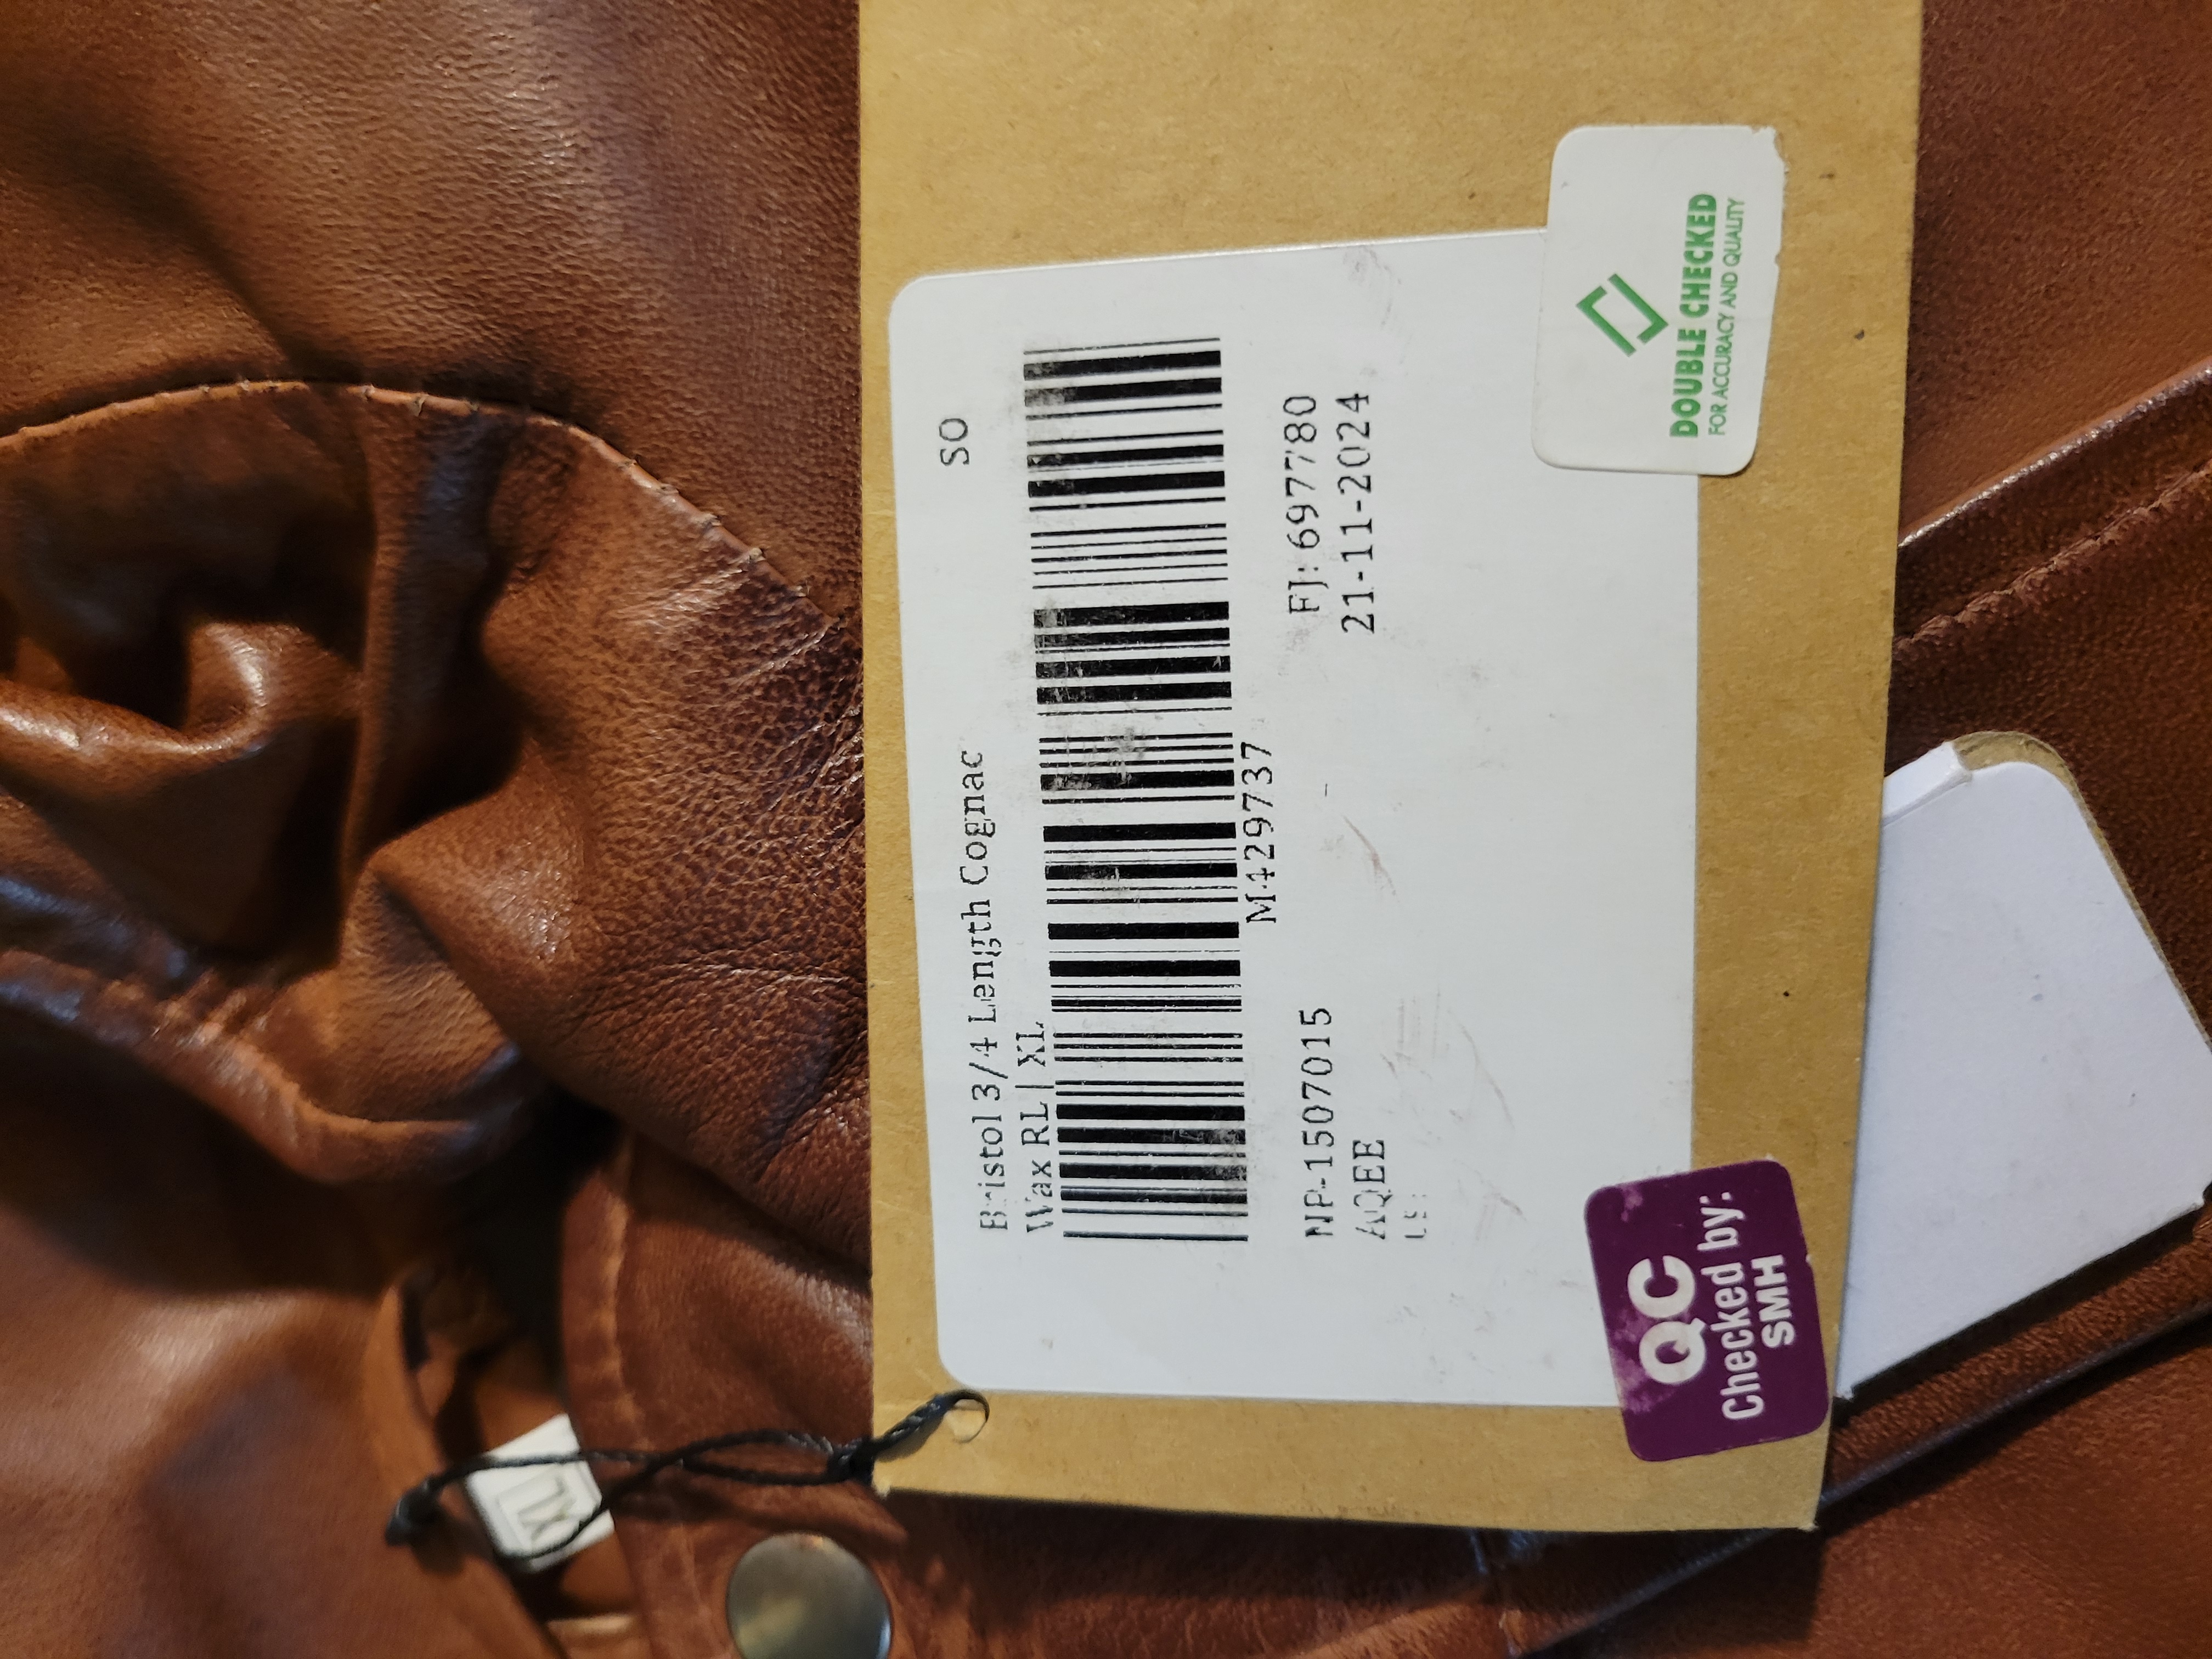 SO
Bristol 3/4 Length Cognac
Wax RL | XL
M429737
NP-1507015
FJ: 697780
AQEE
21-11-2024
DOUBLE CHECKED
FOR ACCURACY AND QUALITY
QC
Checked by:
SMH
XL